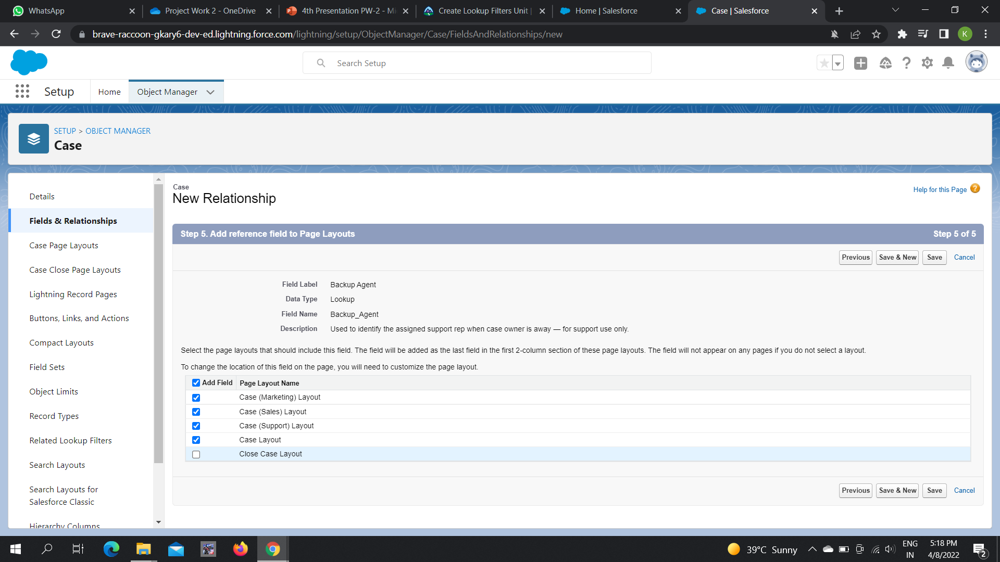 WhatsApp
Project Work 2 - OneDrive
4th Presentation PW-2 - Mi
Create Lookup Filters Unit |
Home | Salesforce
Case | Salesforce
brave-raccoon-gkary6-dev-ed.lightning.force.com/lightning/setup/ObjectManager/Case/FieldsAndRelationships/new
K
Search Setup
Setup
Home
Object Manager
SETUP > OBJECT MANAGER
Case
Details
Fields & Relationships
Case Page Layouts
Case Close Page Layouts
Lightning Record Pages
Buttons, Links, and Actions
Compact Layouts
Field Sets
Object Limits
Record Types
Related Lookup Filters
Search Layouts
Search Layouts for
Salesforce Classic
Hierarchy Columns
Case
New Relationship
Help for this Page ?
Step 5. Add reference field to Page Layouts
Step 5 of 5
Previous Save & New Save Cancel
Field Label Backup Agent
Data Type Lookup
Field Name Backup_Agent
Description Used to identify the assigned support rep when case owner is away — for support use only.
Select the page layouts that should include this field. The field will be added as the last field in the first 2-column section of these page layouts. The field will not appear on any pages if you do not select a layout.
To change the location of this field on the page, you will need to customize the page layout.
Add Field Page Layout Name
Case (Marketing) Layout
Case (Sales) Layout
Case (Support) Layout
Case Layout
Close Case Layout
Previous Save & New Save Cancel
39°C Sunny
ENG
IN
5:18 PM
4/8/2022
2